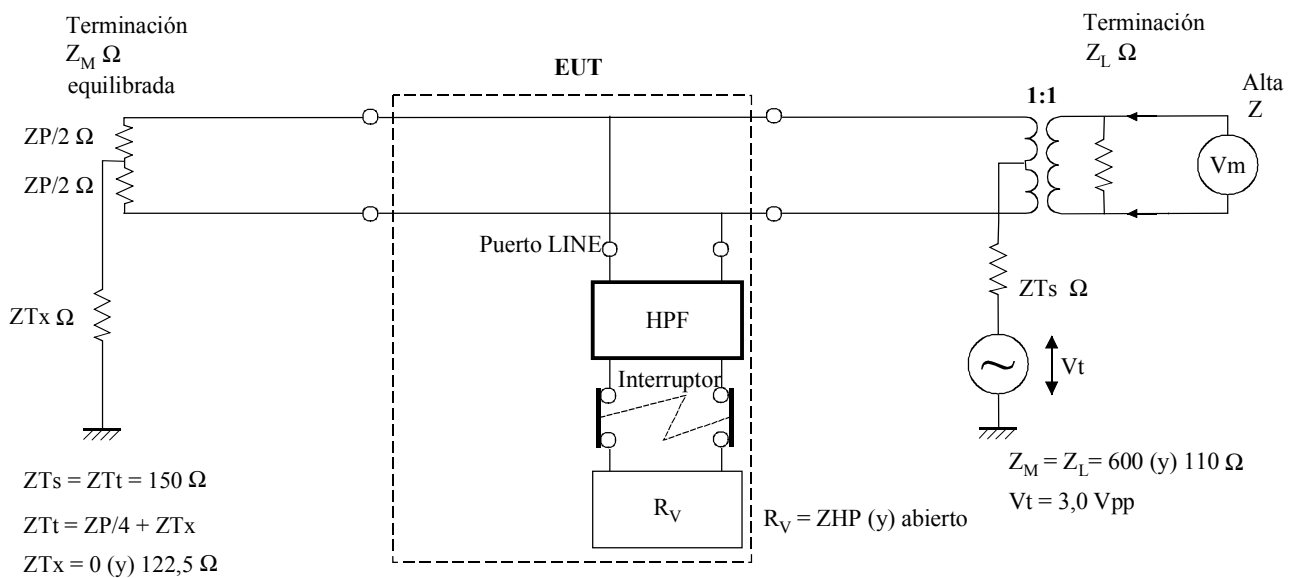 Terminación
Z_M Ω
equilibrada
EUT
Terminación
Z_L Ω
1:1
Alta
Z
ZP/2 Ω
ZP/2 Ω
Vm
Puerto LINE
ZTx Ω
ZTs Ω
HPF
Vt
Interruptor
R_V
ZTs = ZTt = 150 Ω
ZTt = ZP/4 + ZTx
ZTx = 0 (y) 122,5 Ω
R_V = ZHP (y) abierto
Z_M = Z_L = 600 (y) 110 Ω
Vt = 3,0 Vpp